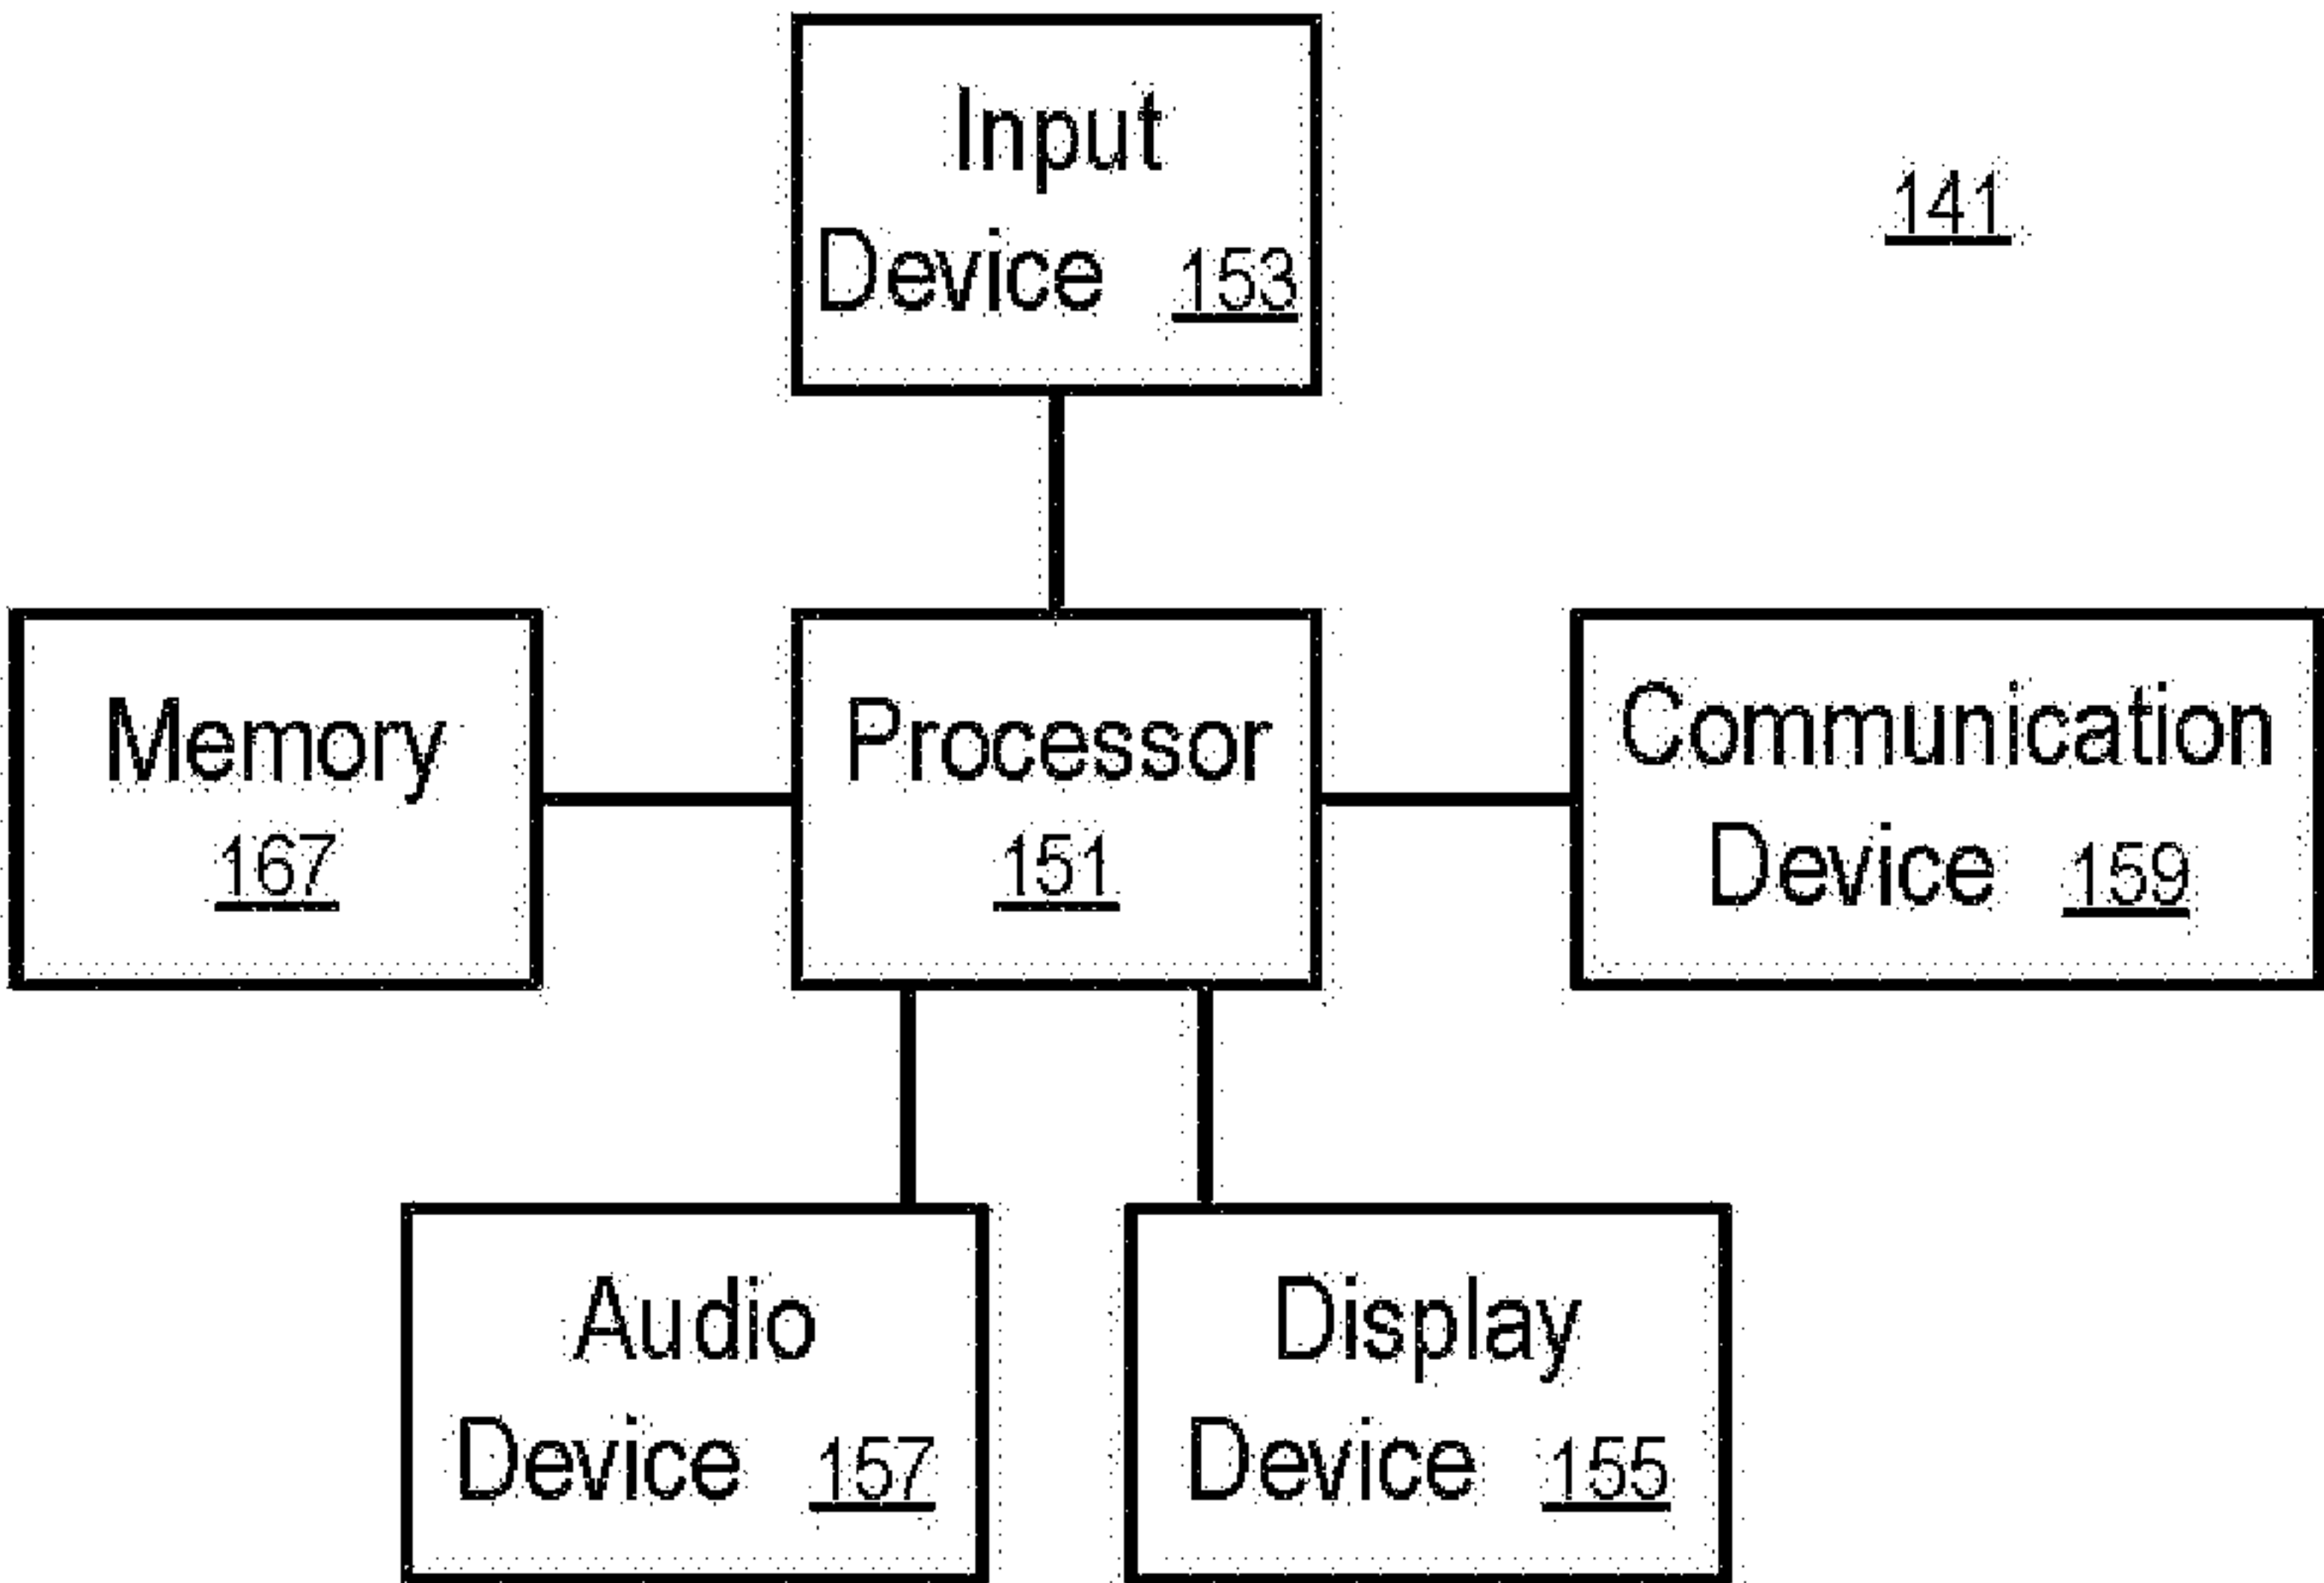 Input
Device 153
141
Memory
167
Processor
151
Communication
Device 159
Audio
Device 157
Display
Device 155